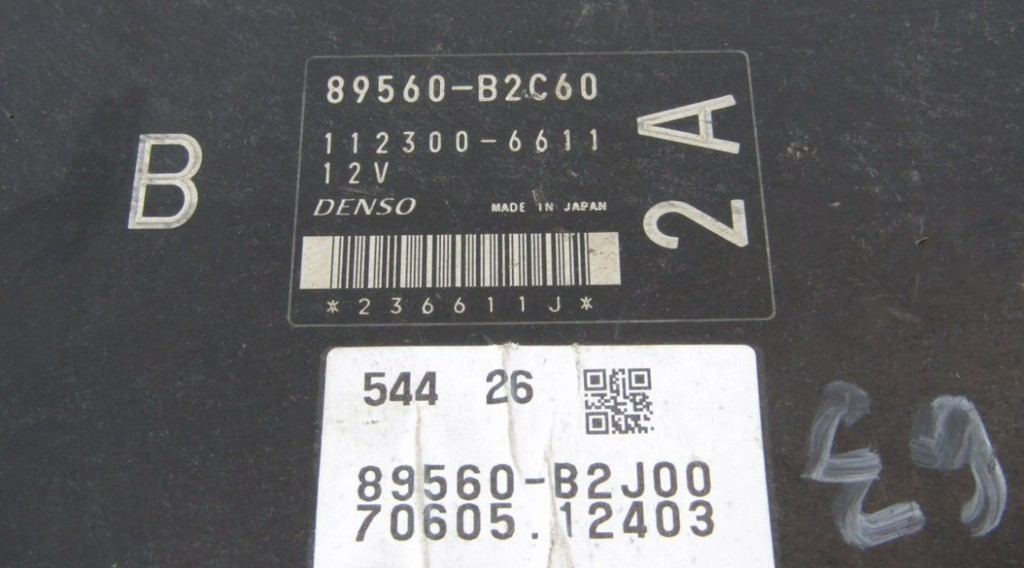 B
89560-B2C60
112300-6611
12V
DENSO MADE IN JAPAN
*236611J*
2A
544 26
89560-B2J00
70605.12403